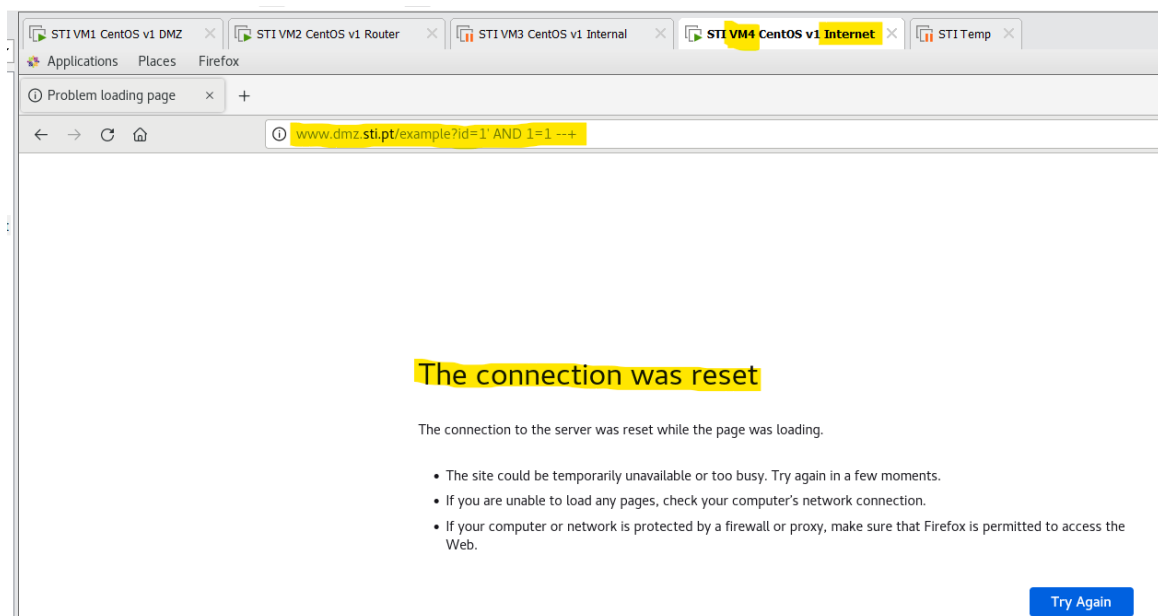 STI VM1 CentOS v1 DMZ STI VM2 CentOS v1 Router STI VM3 CentOS v1 Internal STI VM4 CentOS v1 Internet STI Temp
Applications Places Firefox
Problem loading page
www.dmz.sti.pt/example?id=1' AND 1=1 --+
The connection was reset
The connection to the server was reset while the page was loading.
• The site could be temporarily unavailable or too busy. Try again in a few moments.
• If you are unable to load any pages, check your computer's network connection.
• If your computer or network is protected by a firewall or proxy, make sure that Firefox is permitted to access the
Web.
Try Again